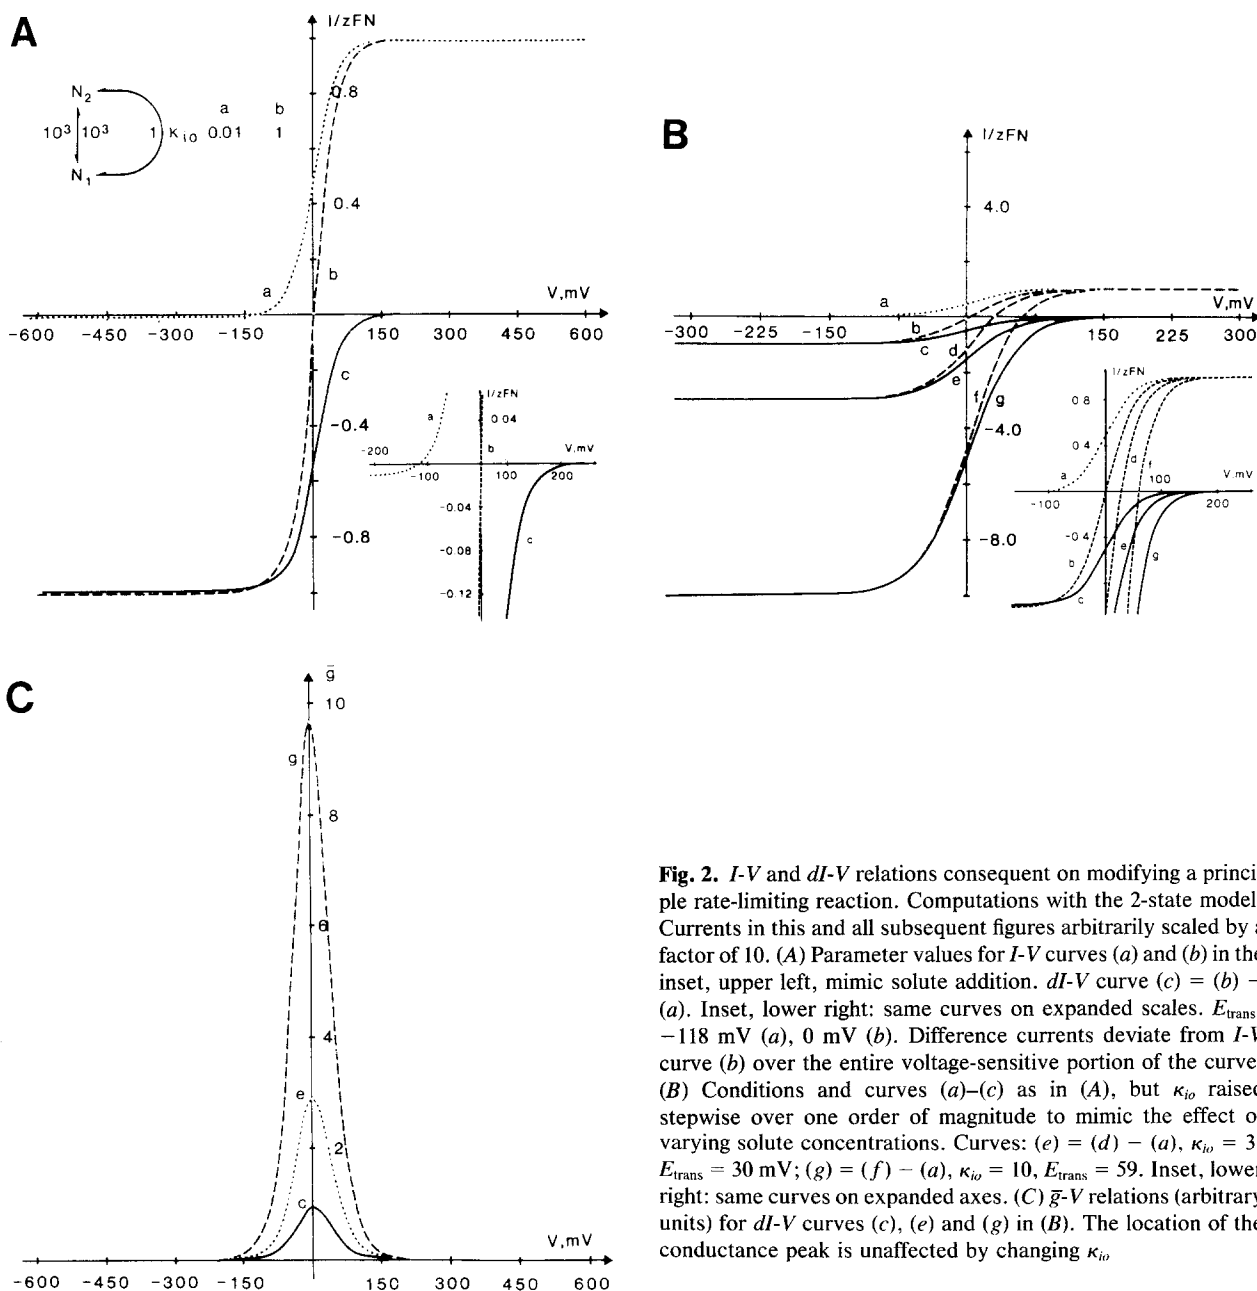 A
I/zFN
N₂
a b
10³ 10³ 1 κio 0.01 1
N₁
0.8
0.4
b
a
V,mV
-600 -450 -300 -150 150 300 450 600
c
-0.4
-0.8
I/zFN
a
0.04
-200
b
V.mV
-100 100 200
-0.04
-0.08
c
-0.12
B
I/zFN
4.0
a
V,mV
-300 -225 -150 150 225 300
b
c d
e
f g
-4.0
-8.0
I/zFN
0.8
0.4
d f
a
100
V.mV
-100 200
-0.4
e
b g
c
C
g̅
10
g
8
6
4
e
2
c
V,mV
-600 -450 -300 -150 150 300 450 600
Fig. 2. I-V and dI-V relations consequent on modifying a princi
ple rate-limiting reaction. Computations with the 2-state model
Currents in this and all subsequent figures arbitrarily scaled by a
factor of 10. (A) Parameter values for I-V curves (a) and (b) in the
inset, upper left, mimic solute addition. dI-V curve (c) = (b) −
(a). Inset, lower right: same curves on expanded scales. Etrans
−118 mV (a), 0 mV (b). Difference currents deviate from I-V
curve (b) over the entire voltage-sensitive portion of the curve
(B) Conditions and curves (a)–(c) as in (A), but κio raised
stepwise over one order of magnitude to mimic the effect o
varying solute concentrations. Curves: (e) = (d) − (a), κio = 3
Etrans = 30 mV; (g) = (f) − (a), κio = 10, Etrans = 59. Inset, lower
right: same curves on expanded axes. (C) g̅-V relations (arbitrary
units) for dI-V curves (c), (e) and (g) in (B). The location of the
conductance peak is unaffected by changing κio